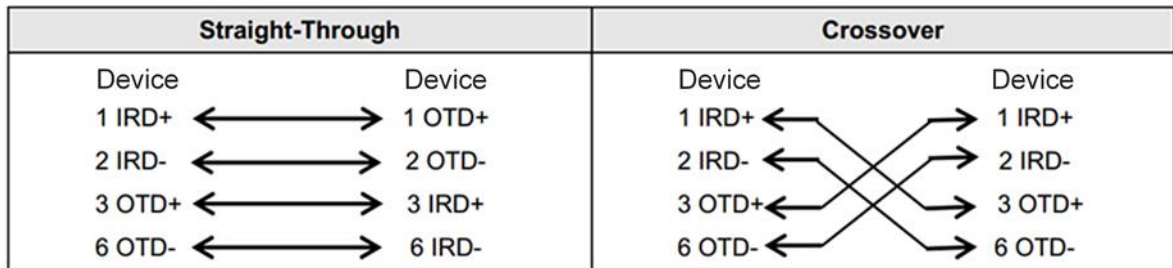 Straight-Through Crossover
Device Device Device Device
1 IRD+ 1 OTD+ 1 IRD+ 1 IRD+
2 IRD- 2 OTD- 2 IRD- 2 IRD-
3 OTD+ 3 IRD+ 3 OTD+ 3 OTD+
6 OTD- 6 IRD- 6 OTD- 6 OTD-